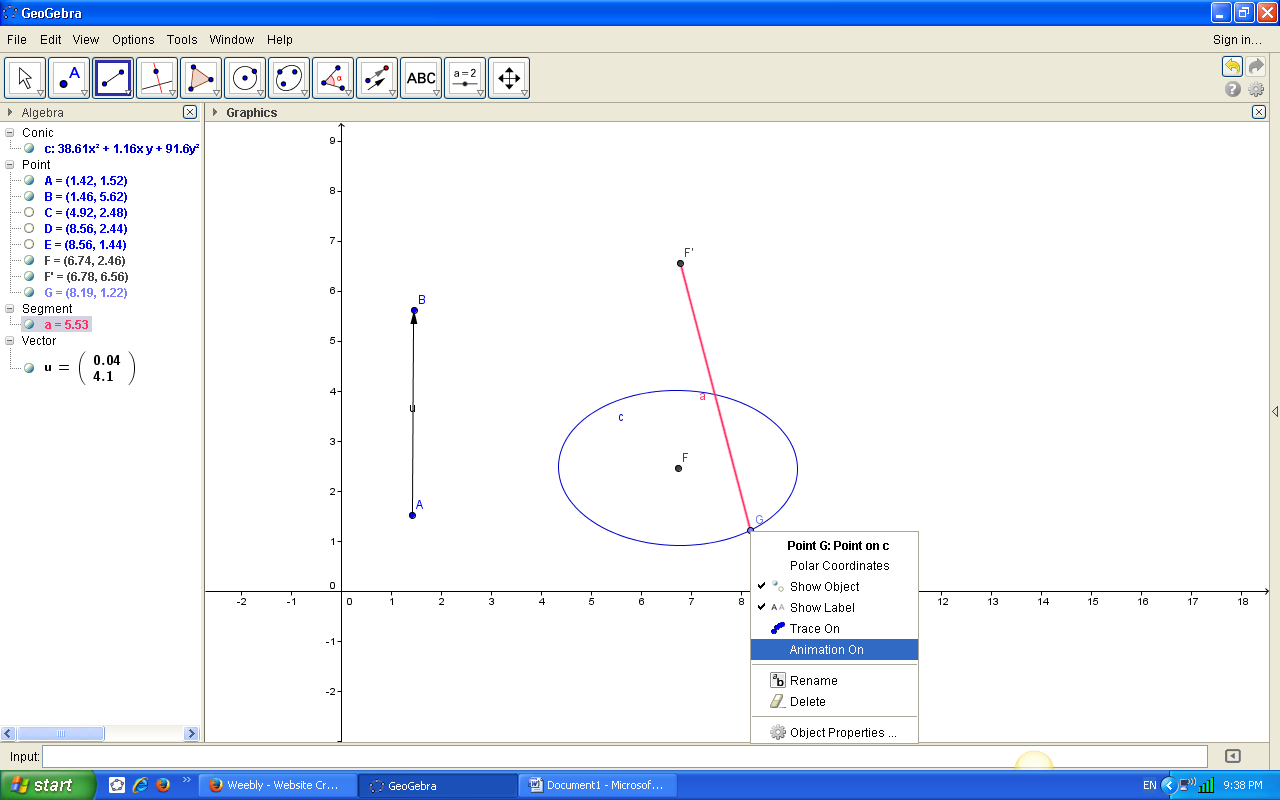 GeoGebra
File Edit View Options Tools Window Help
Sign in...
A
α
ABC
a=2
Algebra
Graphics
Conic
c: 38.61x² + 1.16x y + 91.6y²
Point
A = (1.42, 1.52)
B = (1.46, 5.62)
C = (4.92, 2.48)
D = (8.56, 2.44)
E = (8.56, 1.44)
F = (6.74, 2.46)
F' = (6.78, 6.56)
G = (8.19, 1.22)
Segment
a = 5.53
Vector
u = ( 0.04
4.1 )
9
8
7
6
5
4
3
2
1
0
-1
-2
-2 -1 0 1 2 3 4 5 6 7 8 12 13 14 15 16 17 18
F'
B
u
A
a
c
F
G
Point G: Point on c
Polar Coordinates
Show Object
AA Show Label
Trace On
Animation On
ab Rename
Delete
Object Properties ...
Input:
start
Weebly - Website Cr...
GeoGebra
Document1 - Microsof...
EN
9:38 PM